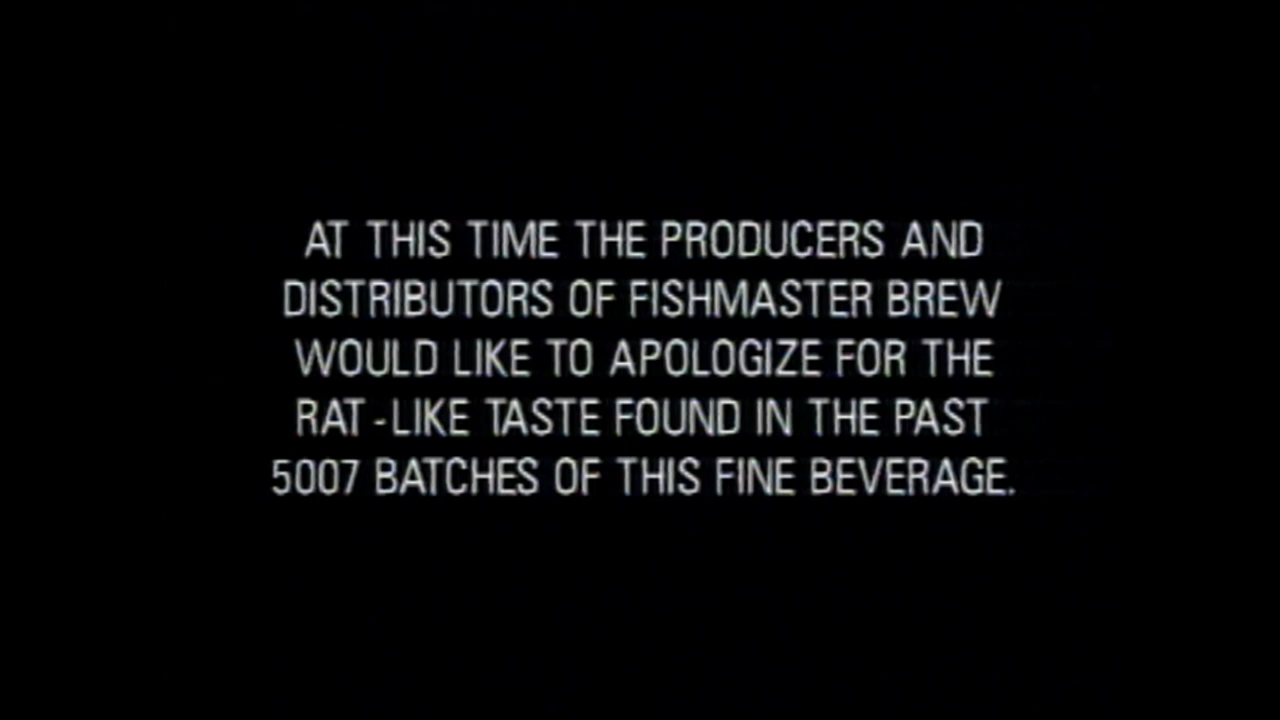 AT THIS TIME THE PRODUCERS AND
DISTRIBUTORS OF FISHMASTER BREW
WOULD LIKE TO APOLOGIZE FOR THE
RAT-LIKE TASTE FOUND IN THE PAST
5007 BATCHES OF THIS FINE BEVERAGE.